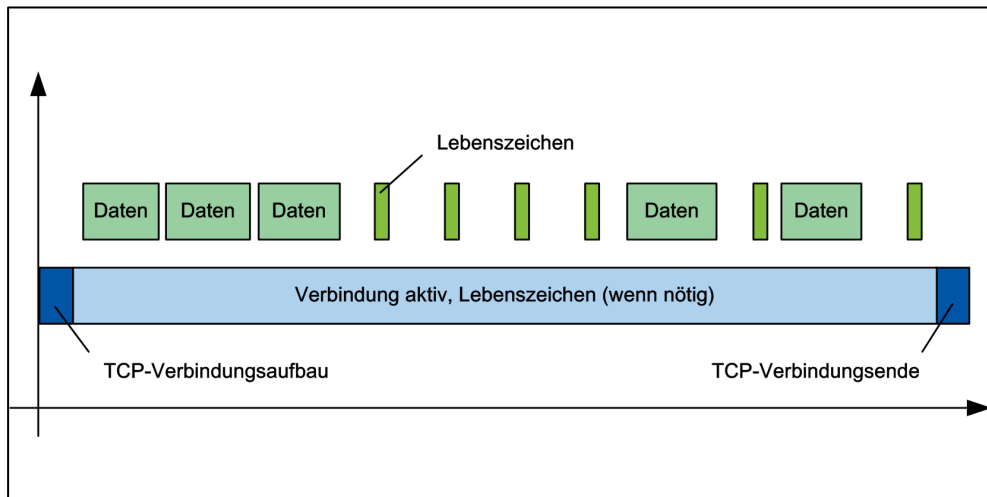 Lebenszeichen
Daten
Daten
Daten
Daten
Daten
Verbindung aktiv, Lebenszeichen (wenn nötig)
TCP-Verbindungsaufbau
TCP-Verbindungsende